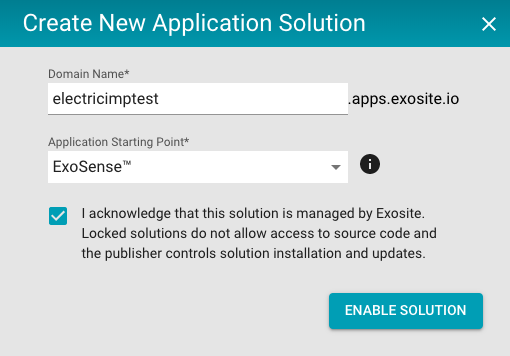 Create New Application Solution
Domain Name*
electricimptest .apps.exosite.io
Application Starting Point*
ExoSense™
I acknowledge that this solution is managed by Exosite.
Locked solutions do not allow access to source code and
the publisher controls solution installation and updates.
ENABLE SOLUTION